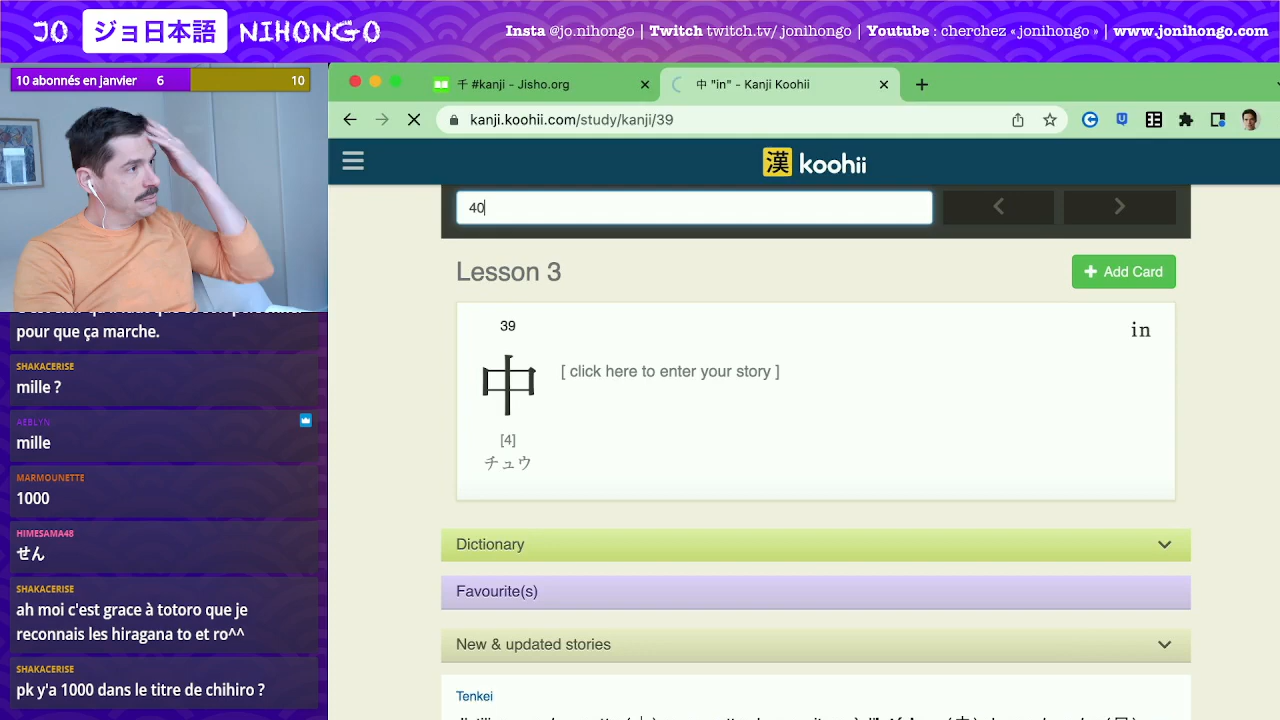 JO ジョ日本語 NIHONGO
Insta @jo.nihongo | Twitch twitch.tv/ jonihongo | Youtube : cherchez « jonihongo » | www.jonihongo.com
10 abonnés en janvier 6 10
千 #kanji - Jisho.org
中 "in" - Kanji Koohii
kanji.koohii.com/study/kanji/39
漢 koohii
40
Lesson 3
Add Card
39
in
中
[ click here to enter your story ]
[4]
チュウ
Dictionary
Favourite(s)
New & updated stories
Tenkei
pour que ça marche.
SHAKACERISE
mille ?
AEBLYN
mille
MARMOUNETTE
1000
HIMESAMA48
せん
SHAKACERISE
ah moi c'est grace à totoro que je
reconnais les hiragana to et ro^^
SHAKACERISE
pk y'a 1000 dans le titre de chihiro ?